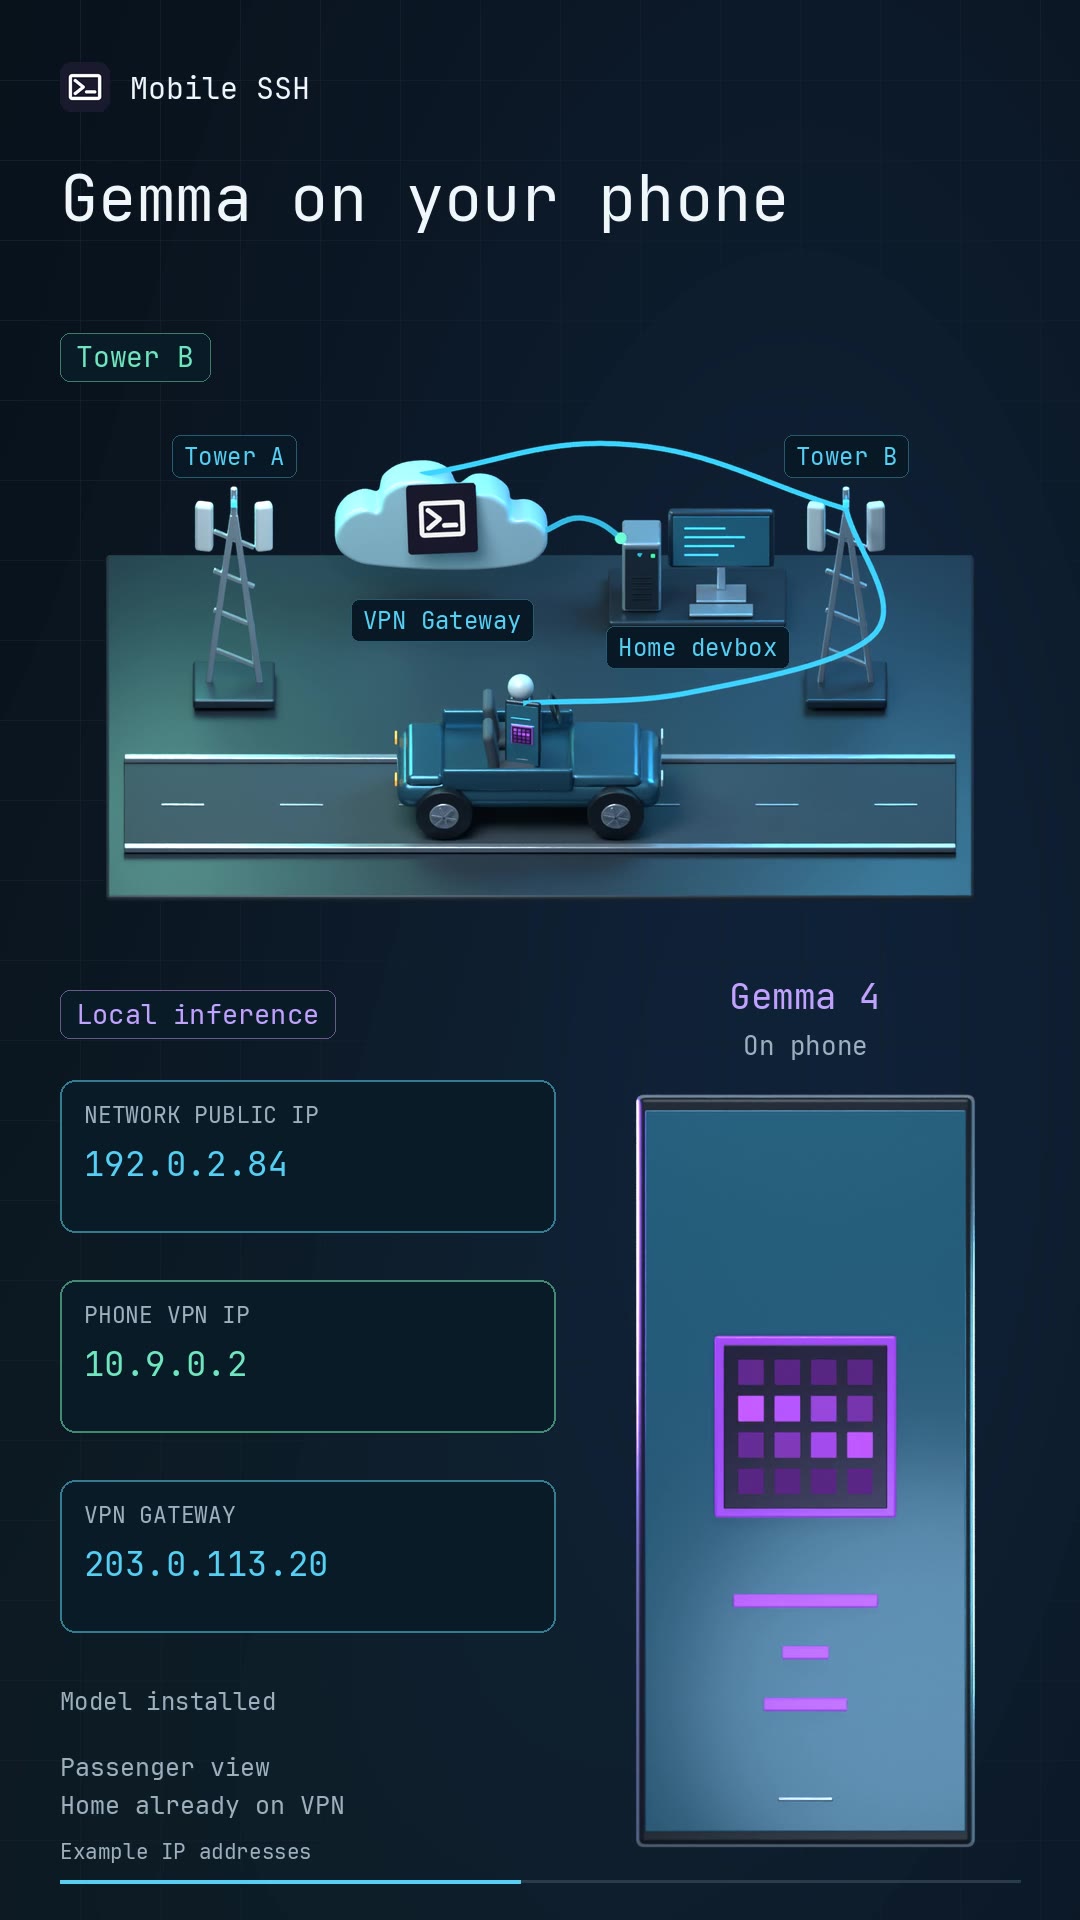 Mobile SSH
Gemma on your phone
Tower B
Tower A
Tower B
VPN Gateway
Home devbox
Local inference
Gemma 4
On phone
NETWORK PUBLIC IP
192.0.2.84
PHONE VPN IP
10.9.0.2
VPN GATEWAY
203.0.113.20
Model installed
Passenger view
Home already on VPN
Example IP addresses